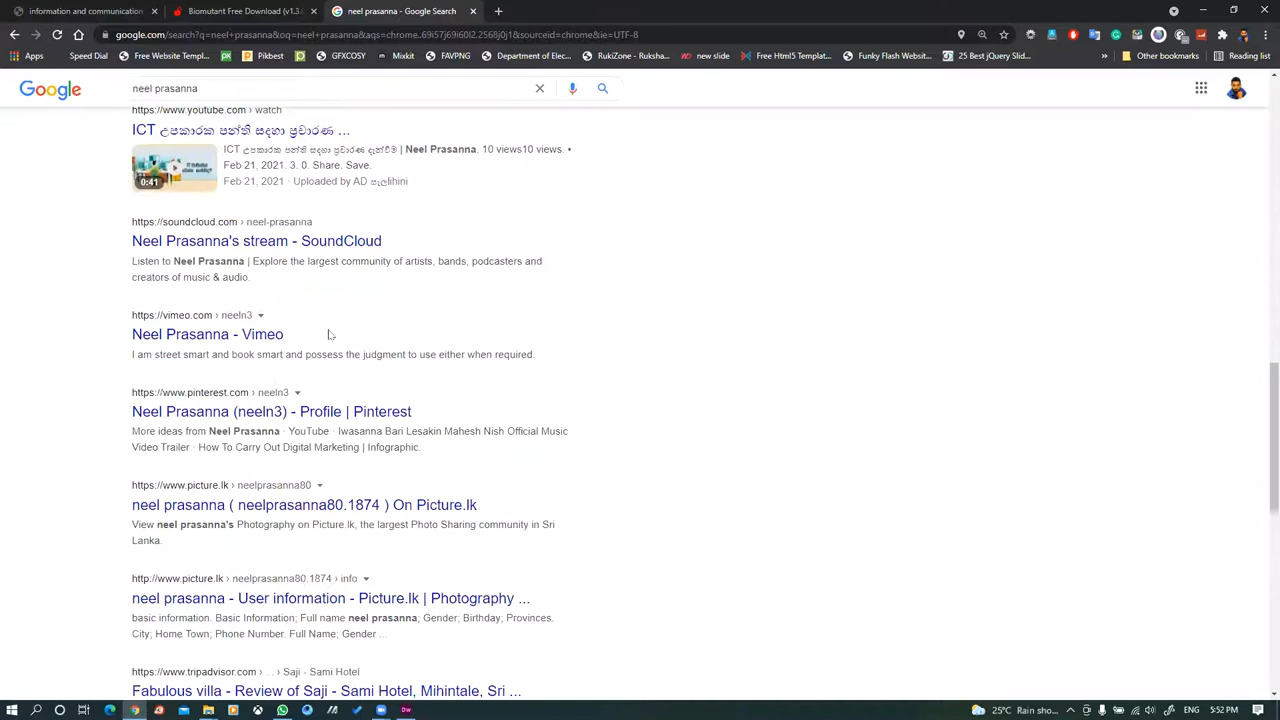 information and communication
Biomutant Free Download (v1.3.
neel prasanna - Google Search
google.com/search?q=neel+prasanna&oq=neel+prasanna&aqs=chrome..69i57j69i60l2.2568j0j1&sourceid=chrome&ie=UTF-8
Apps Speed Dial Free Website Templa... Pikbest GFXCOSY Mixkit FAVPNG Department of Elec... RukiZone - Ruksha... new slide Free Html5 Templat... Funky Flash Websit... 25 Best jQuery Slid... Reading list
Google neel prasanna
https://www.youtube.com › watch
ICT උපකාරක පන්ති සදහා ප්‍රචාරණ ...
ICT උපකාරක පන්ති සදහා ප්‍රචාරණ දැන්වීම් | Neel Prasanna. 10 views10 views. •
Feb 21, 2021. 3. 0. Share. Save.
0:41
Feb 21, 2021 · Uploaded by AD සැලlihini
https://soundcloud.com › neel-prasanna
Neel Prasanna's stream - SoundCloud
Listen to Neel Prasanna | Explore the largest community of artists, bands, podcasters and
creators of music & audio.
https://vimeo.com › neeln3
Neel Prasanna - Vimeo
I am street smart and book smart and possess the judgment to use either when required.
https://www.pinterest.com › neeln3
Neel Prasanna (neeln3) - Profile | Pinterest
More ideas from Neel Prasanna · YouTube · Iwasanna Bari Lesakin Mahesh Nish Official Music
Video Trailer · How To Carry Out Digital Marketing | Infographic.
https://www.picture.lk › neelprasanna80
neel prasanna ( neelprasanna80.1874 ) On Picture.lk
View neel prasanna's Photography on Picture.lk, the largest Photo Sharing community in Sri
Lanka.
http://www.picture.lk › neelprasanna80.1874 › info
neel prasanna - User information - Picture.lk | Photography ...
basic information. Basic Information; Full name neel prasanna; Gender; Birthday; Provinces.
City; Home Town; Phone Number. Full Name; Gender ...
https://www.tripadvisor.com › ... › Saji - Sami Hotel
Fabulous villa - Review of Saji - Sami Hotel, Mihintale, Sri ...
25°C Rain sho... 5:52 PM